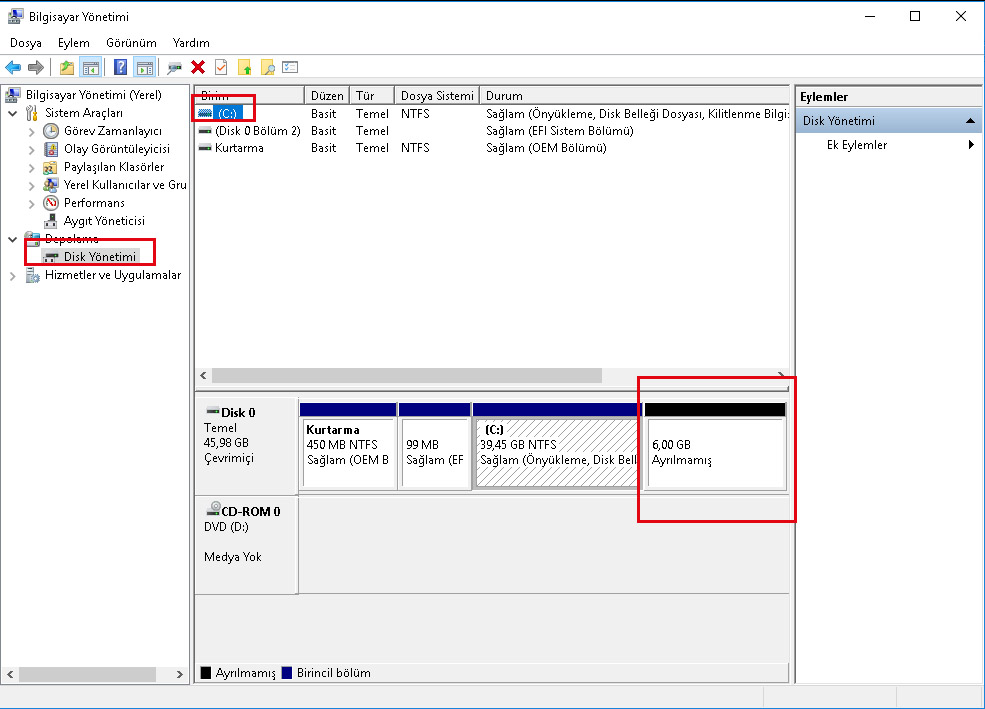 Bilgisayar Yönetimi
Dosya Eylem Görünüm Yardım
Bilgisayar Yönetimi (Yerel)
Sistem Araçları
Görev Zamanlayıcı
Olay Görüntüleyicisi
Paylaşılan Klasörler
Yerel Kullanıcılar ve Gru
Performans
Aygıt Yöneticisi
Depolama
Disk Yönetimi
Hizmetler ve Uygulamalar
Birim Düzen Tür Dosya Sistemi Durum
(C:) Basit Temel NTFS Sağlam (Önyükleme, Disk Belleği Dosyası, Kilitlenme Bilgi
(Disk 0 Bölüm 2) Basit Temel Sağlam (EFI Sistem Bölümü)
Kurtarma Basit Temel NTFS Sağlam (OEM Bölümü)
Eylemler
Disk Yönetimi
Ek Eylemler
Disk 0
Temel
45,98 GB
Çevrimiçi
Kurtarma
450 MB NTFS
Sağlam (OEM B
99 MB
Sağlam (EF
(C:)
39,45 GB NTFS
Sağlam (Önyükleme, Disk Bell
6,00 GB
Ayrılmamış
CD-ROM 0
DVD (D:)
Medya Yok
Ayrılmamış Birincil bölüm